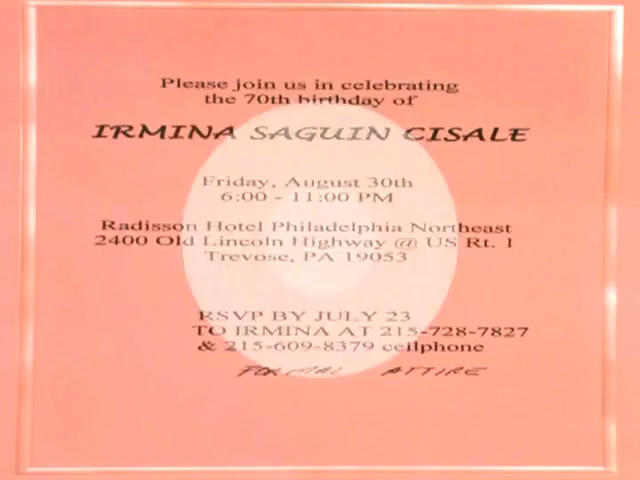 Please join us in celebrating
the 70th birthday of
IRMINA SAGUIN CISALE
Friday, August 30th
6:00 - 11:00 PM
Radisson Hotel Philadelphia Northeast
2400 Old Lincoln Highway @ US Rt. 1
Trevose, PA 19053
RSVP BY JULY 23
TO IRMINA AT 215-728-7827
& 215-609-8379 cellphone
FORMAL ATTIRE